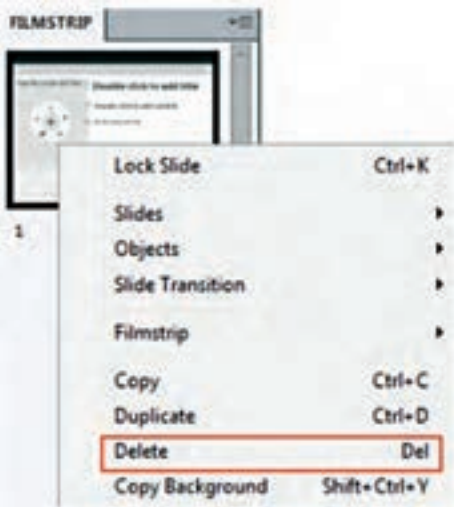 FILMSTRIP
Double click to add title
1
Lock Slide Ctrl+K
Slides
Objects
Slide Transition
Filmstrip
Copy Ctrl+C
Duplicate Ctrl+D
Delete Del
Copy Background Shift+Ctrl+Y